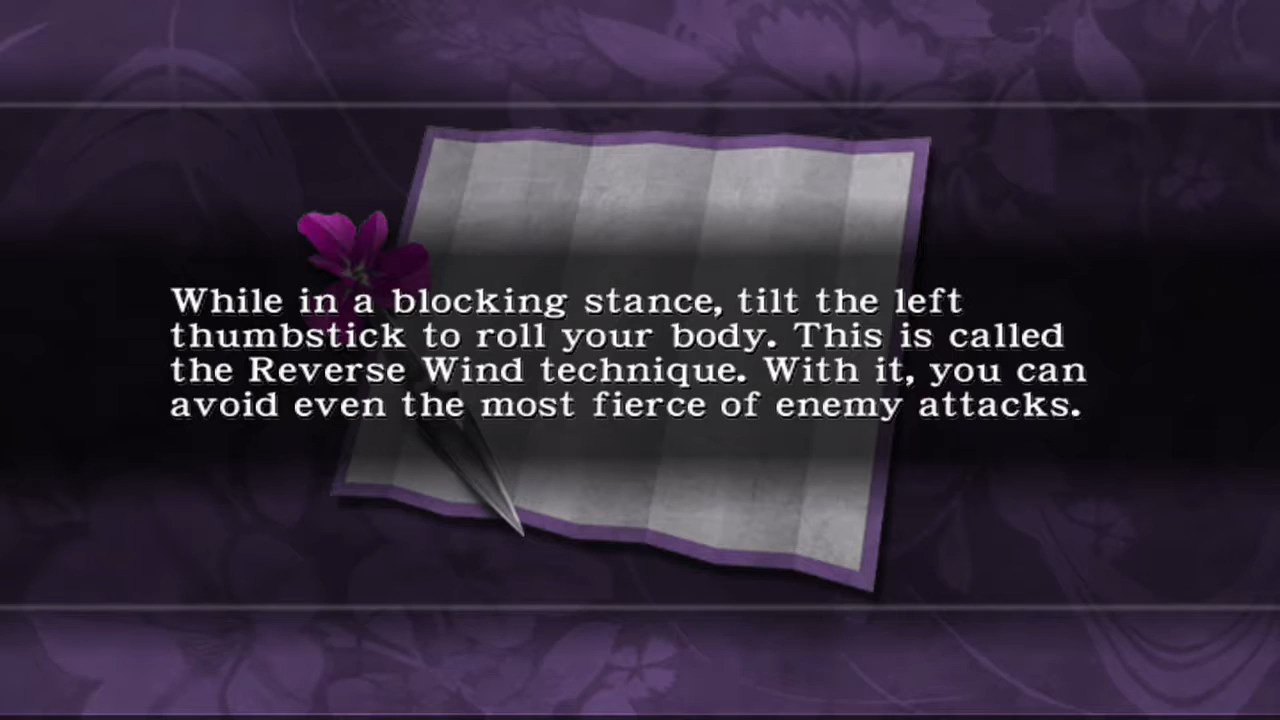 While in a blocking stance, tilt the left
thumbstick to roll your body. This is called
the Reverse Wind technique. With it, you can
avoid even the most fierce of enemy attacks.